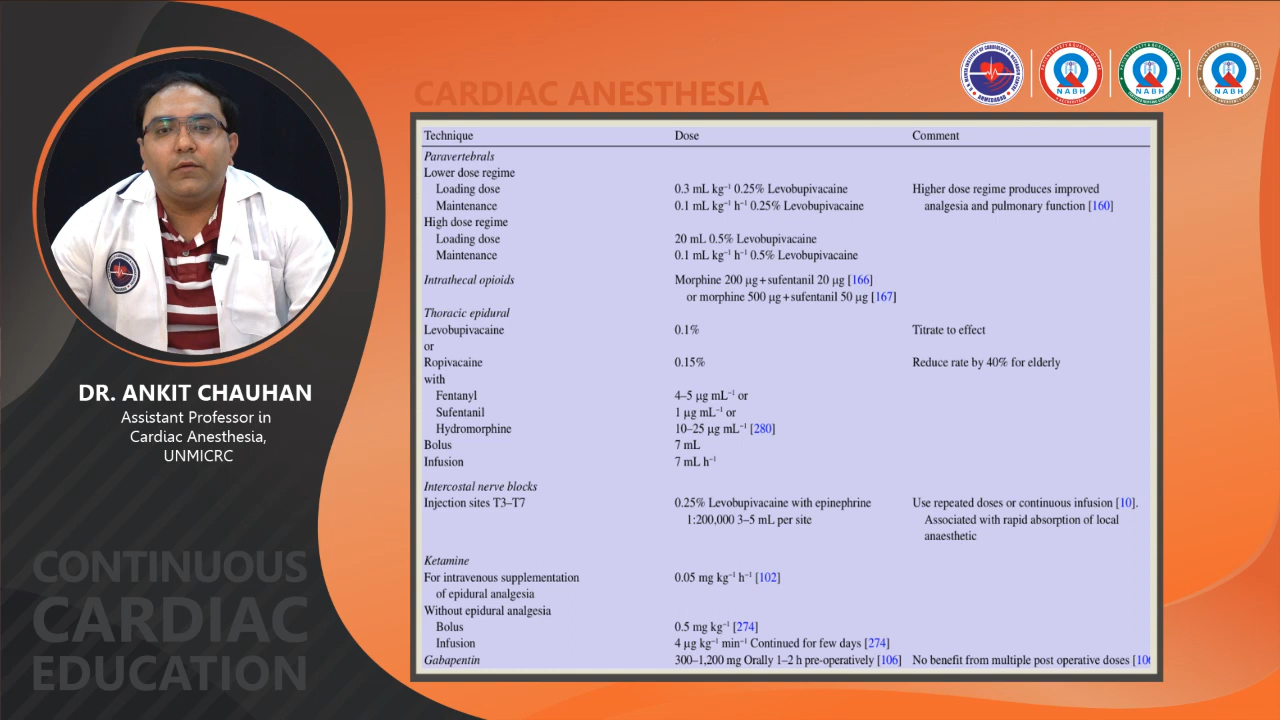 CARDIAC ANESTHESIA
NABH
NABH
NABH
Technique Dose Comment
Paravertebrals
Lower dose regime
Loading dose 0.3 mL kg⁻¹ 0.25% Levobupivacaine Higher dose regime produces improved
Maintenance 0.1 mL kg⁻¹ h⁻¹ 0.25% Levobupivacaine analgesia and pulmonary function [160]
High dose regime
Loading dose 20 mL 0.5% Levobupivacaine
Maintenance 0.1 mL kg⁻¹ h⁻¹ 0.5% Levobupivacaine
Intrathecal opioids Morphine 200 μg + sufentanil 20 μg [166]
or morphine 500 μg + sufentanil 50 μg [167]
Thoracic epidural
Levobupivacaine 0.1% Titrate to effect
or
Ropivacaine 0.15% Reduce rate by 40% for elderly
with
Fentanyl 4–5 μg mL⁻¹ or
Sufentanil 1 μg mL⁻¹ or
Hydromorphine 10–25 μg mL⁻¹ [280]
Bolus 7 mL
Infusion 7 mL h⁻¹
Intercostal nerve blocks
Injection sites T3–T7 0.25% Levobupivacaine with epinephrine Use repeated doses or continuous infusion [10].
1:200,000 3–5 mL per site Associated with rapid absorption of local
anaesthetic
Ketamine
For intravenous supplementation 0.05 mg kg⁻¹ h⁻¹ [102]
of epidural analgesia
Without epidural analgesia
Bolus 0.5 mg kg⁻¹ [274]
Infusion 4 μg kg⁻¹ min⁻¹ Continued for few days [274]
Gabapentin 300–1,200 mg Orally 1–2 h pre-operatively [106] No benefit from multiple post operative doses
DR. ANKIT CHAUHAN
Assistant Professor in
Cardiac Anesthesia,
UNMICRC
CONTINUOUS
CARDIAC
EDUCATION